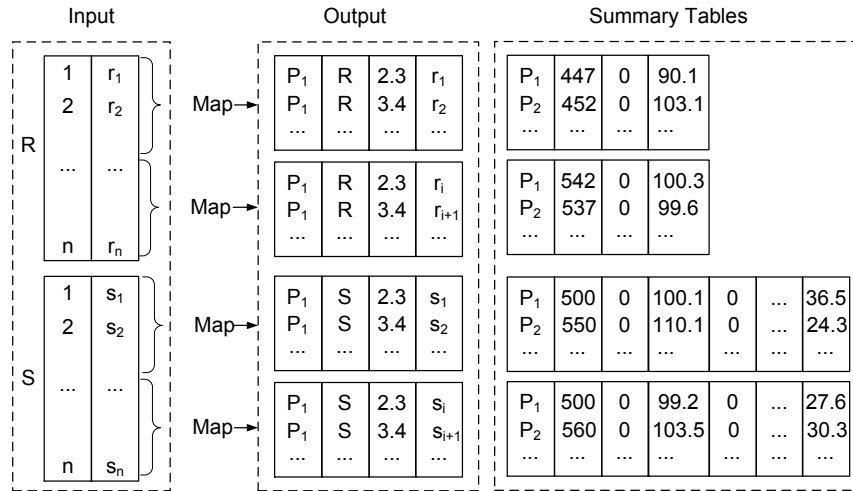 Input Output Summary Tables
R
1 r₁
2 r₂
... ...
n rₙ
S
1 s₁
2 s₂
... ...
n sₙ
Map
P₁ R 2.3 r₁
P₁ R 3.4 r₂
... ... ... ...
Map
P₁ R 2.3 rᵢ
P₁ R 3.4 rᵢ₊₁
... ... ... ...
Map
P₁ S 2.3 s₁
P₁ S 3.4 s₂
... ... ... ...
Map
P₁ S 2.3 sᵢ
P₁ S 3.4 sᵢ₊₁
... ... ... ...
P₁ 447 0 90.1
P₂ 452 0 103.1
... ... ... ...
P₁ 542 0 100.3
P₂ 537 0 99.6
... ... ... ...
P₁ 500 0 100.1 0 ... 36.5
P₂ 550 0 110.1 0 ... 24.3
... ... ... ... ... ... ...
P₁ 500 0 99.2 0 ... 27.6
P₂ 560 0 103.5 0 ... 30.3
... ... ... ... ... ... ...